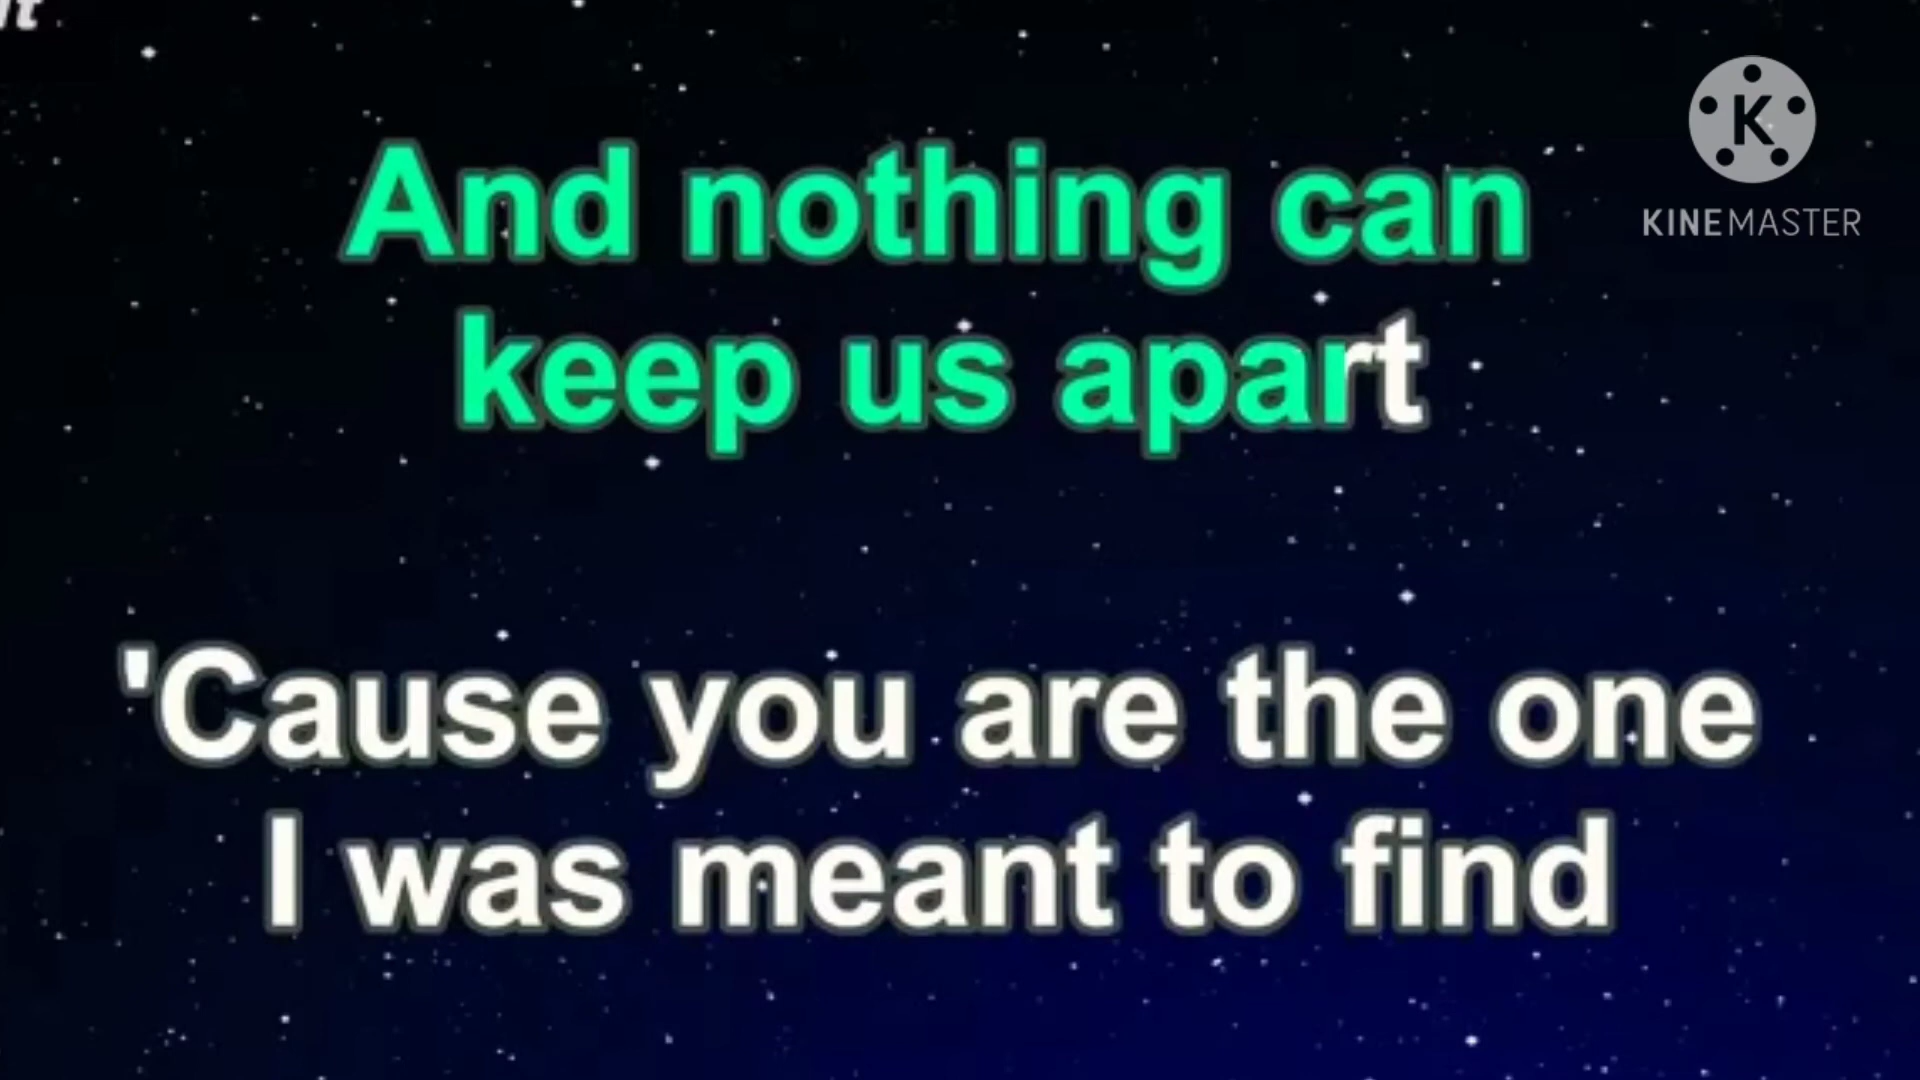 And nothing can
keep us apart
'Cause you are the one
I was meant to find
K
KINEMASTER